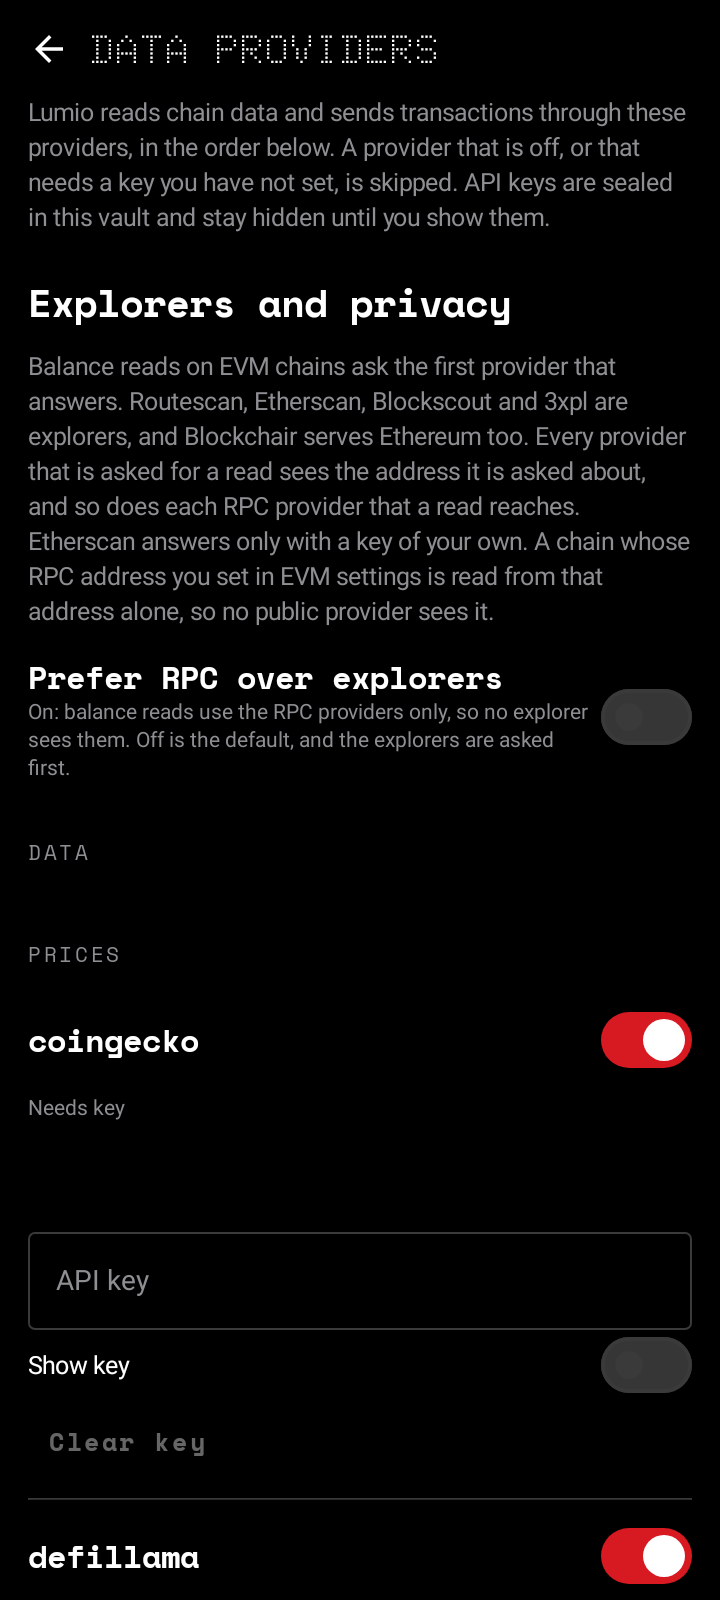 DATA PROVIDERS
Lumio reads chain data and sends transactions through these
providers, in the order below. A provider that is off, or that
needs a key you have not set, is skipped. API keys are sealed
in this vault and stay hidden until you show them.
Explorers and privacy
Balance reads on EVM chains ask the first provider that
answers. Routescan, Etherscan, Blockscout and 3xpl are
explorers, and Blockchair serves Ethereum too. Every provider
that is asked for a read sees the address it is asked about,
and so does each RPC provider that a read reaches.
Etherscan answers only with a key of your own. A chain whose
RPC address you set in EVM settings is read from that
address alone, so no public provider sees it.
Prefer RPC over explorers
On: balance reads use the RPC providers only, so no explorer
sees them. Off is the default, and the explorers are asked
first.
DATA
PRICES
coingecko
Needs key
API key
Show key
Clear key
defillama